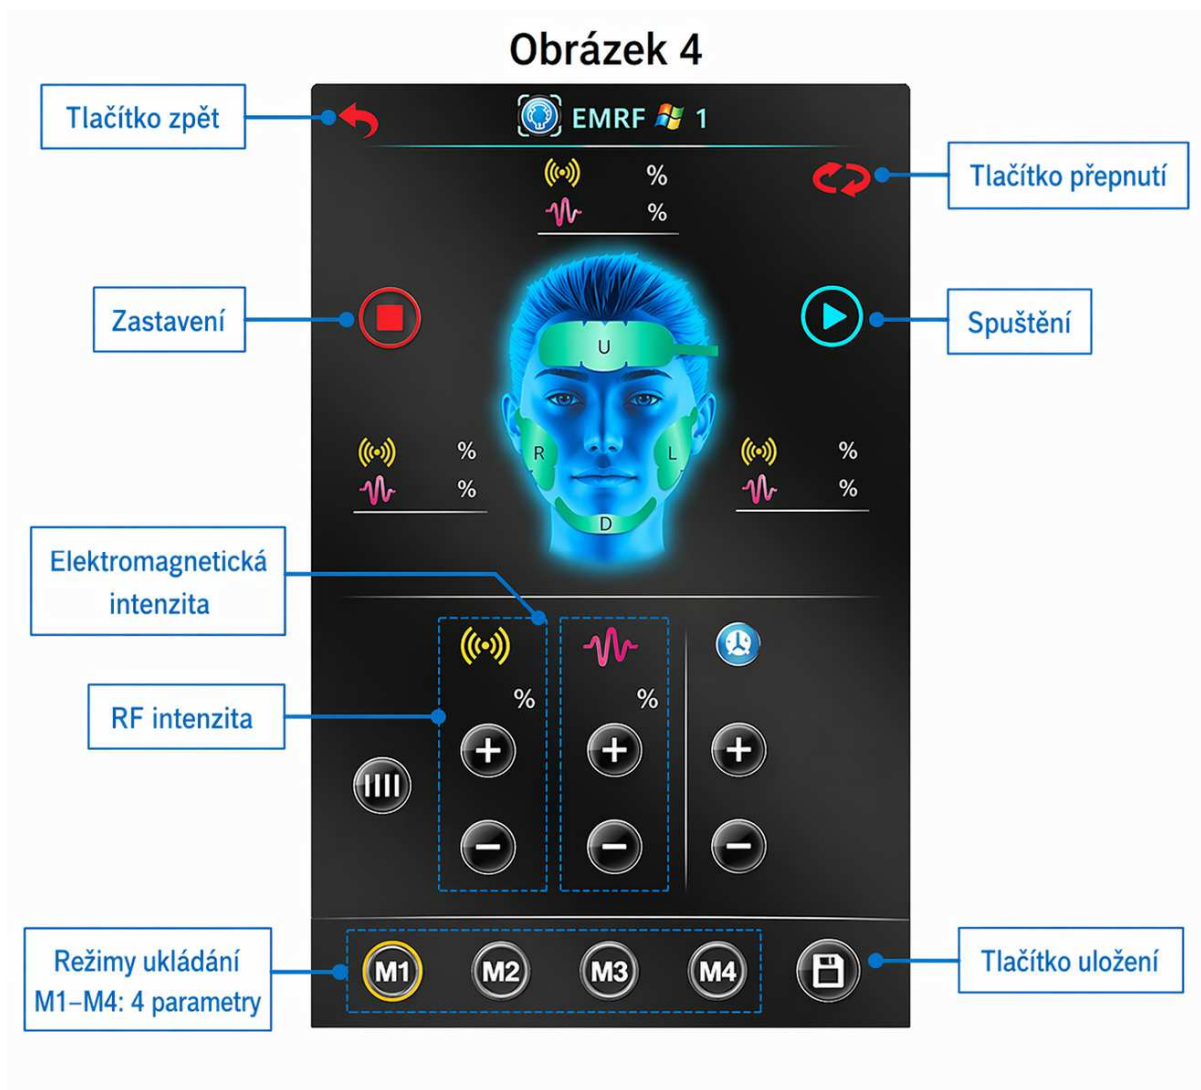 Obrázek 4
Tlačítko zpět
EMRF 1
%
%
Tlačítko přepnutí
Zastavení
Spuštění
U
R
L
D
%
%
%
%
Elektromagnetická
intenzita
RF intenzita
%
%
Režimy ukládání
M1–M4: 4 parametry
M1
M2
M3
M4
Tlačítko uložení